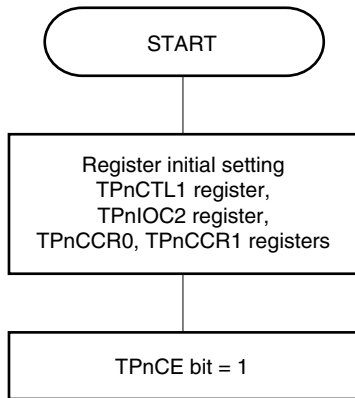 START
Register initial setting
TPnCTL1 register,
TPnIOC2 register,
TPnCCR0, TPnCCR1 registers
TPnCE bit = 1